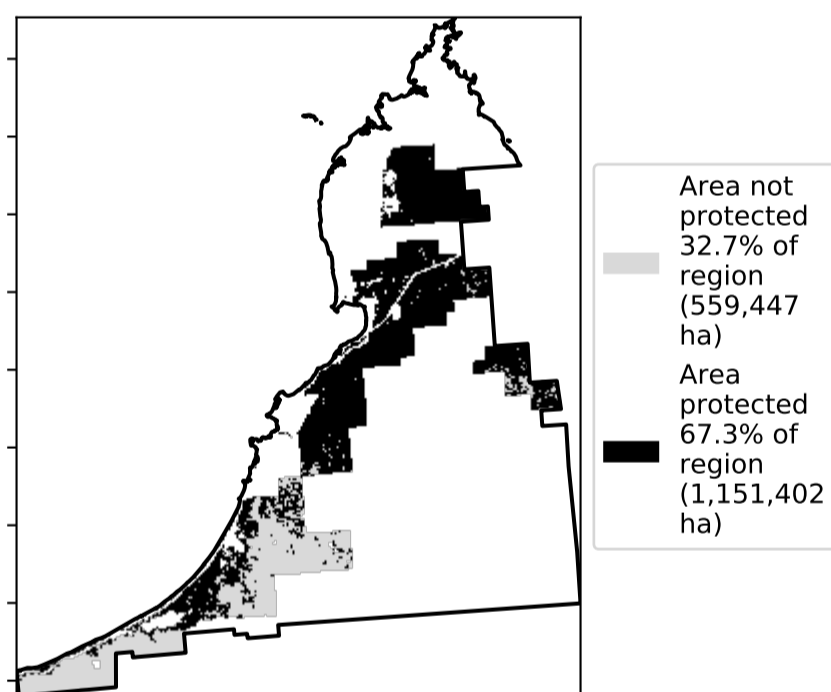 Area not
protected
32.7% of
region
(559,447
ha)
Area
protected
67.3% of
region
(1,151,402
ha)